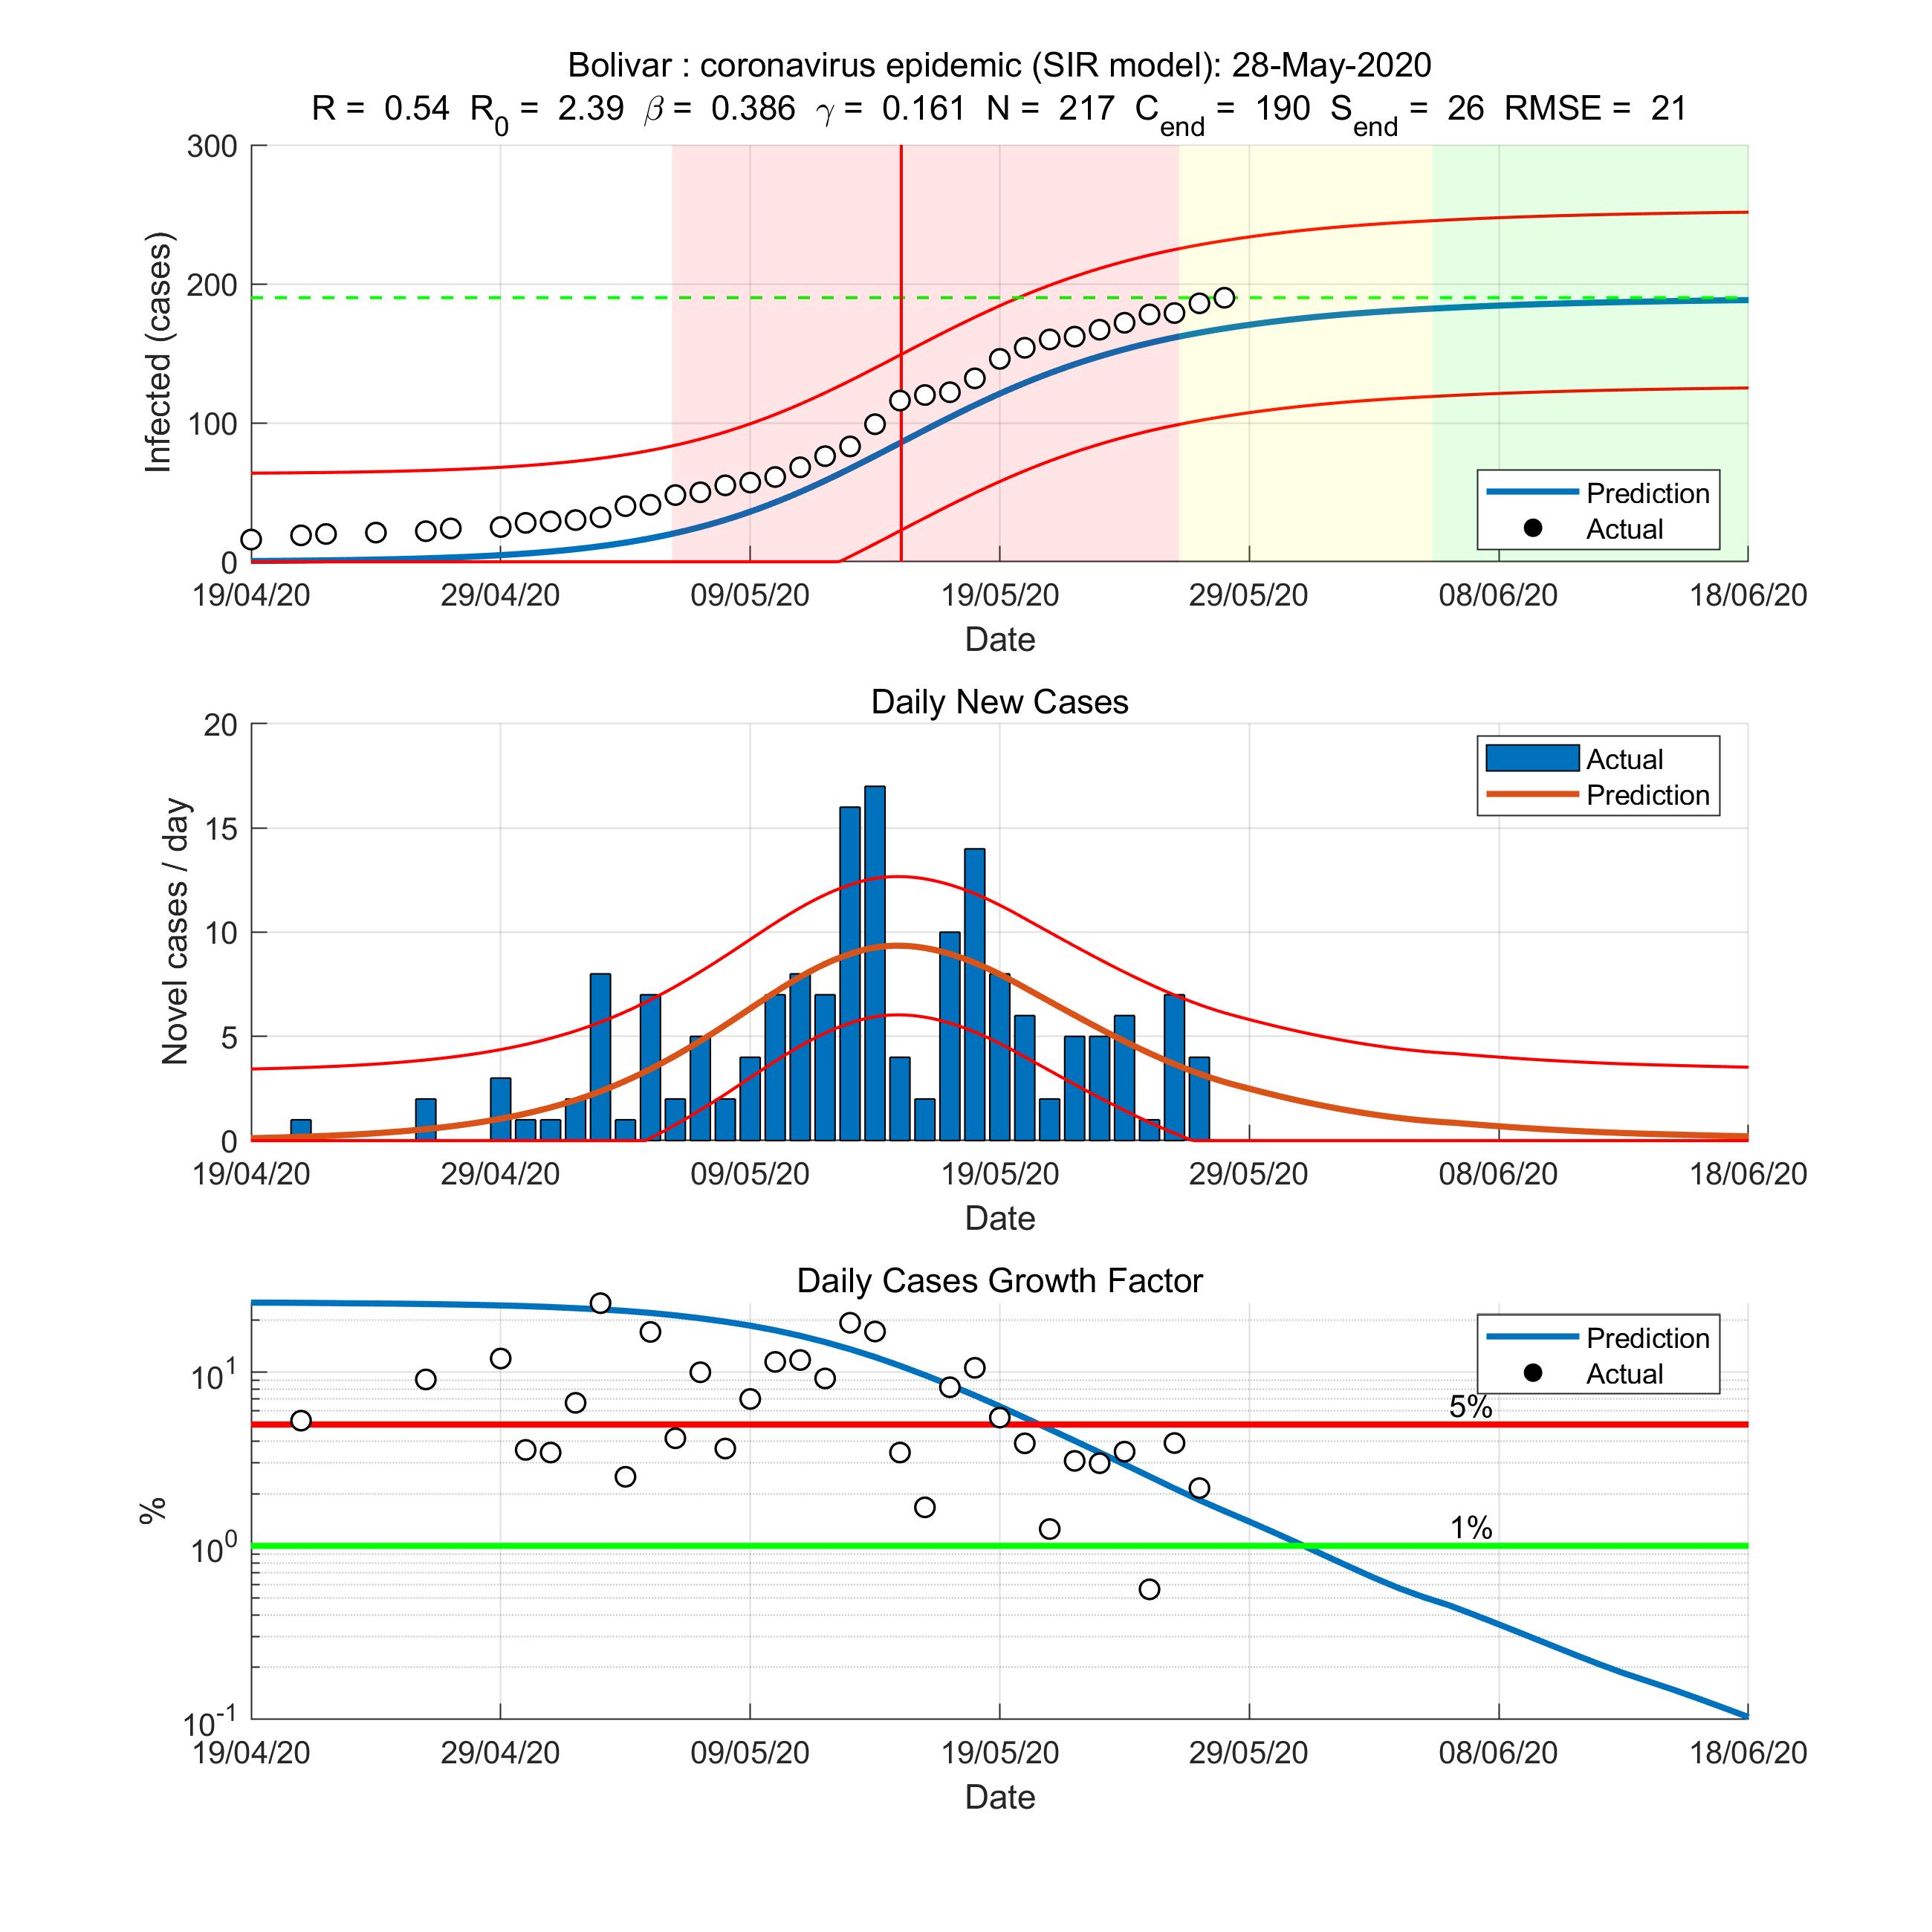 Bolivar : coronavirus epidemic (SIR model): 28-May-2020
R = 0.54 R0 = 2.39 β = 0.386 γ = 0.161 N = 217 Cend = 190 Send = 26 RMSE = 21
300
200
100
0
Infected (cases)
Prediction
Actual
19/04/20 29/04/20 09/05/20 19/05/20 29/05/20 08/06/20 18/06/20
Date
Daily New Cases
20
15
10
5
0
Novel cases / day
Actual
Prediction
19/04/20 29/04/20 09/05/20 19/05/20 29/05/20 08/06/20 18/06/20
Date
Daily Cases Growth Factor
10^1
10^0
10^-1
%
Prediction
Actual
5%
1%
19/04/20 29/04/20 09/05/20 19/05/20 29/05/20 08/06/20 18/06/20
Date